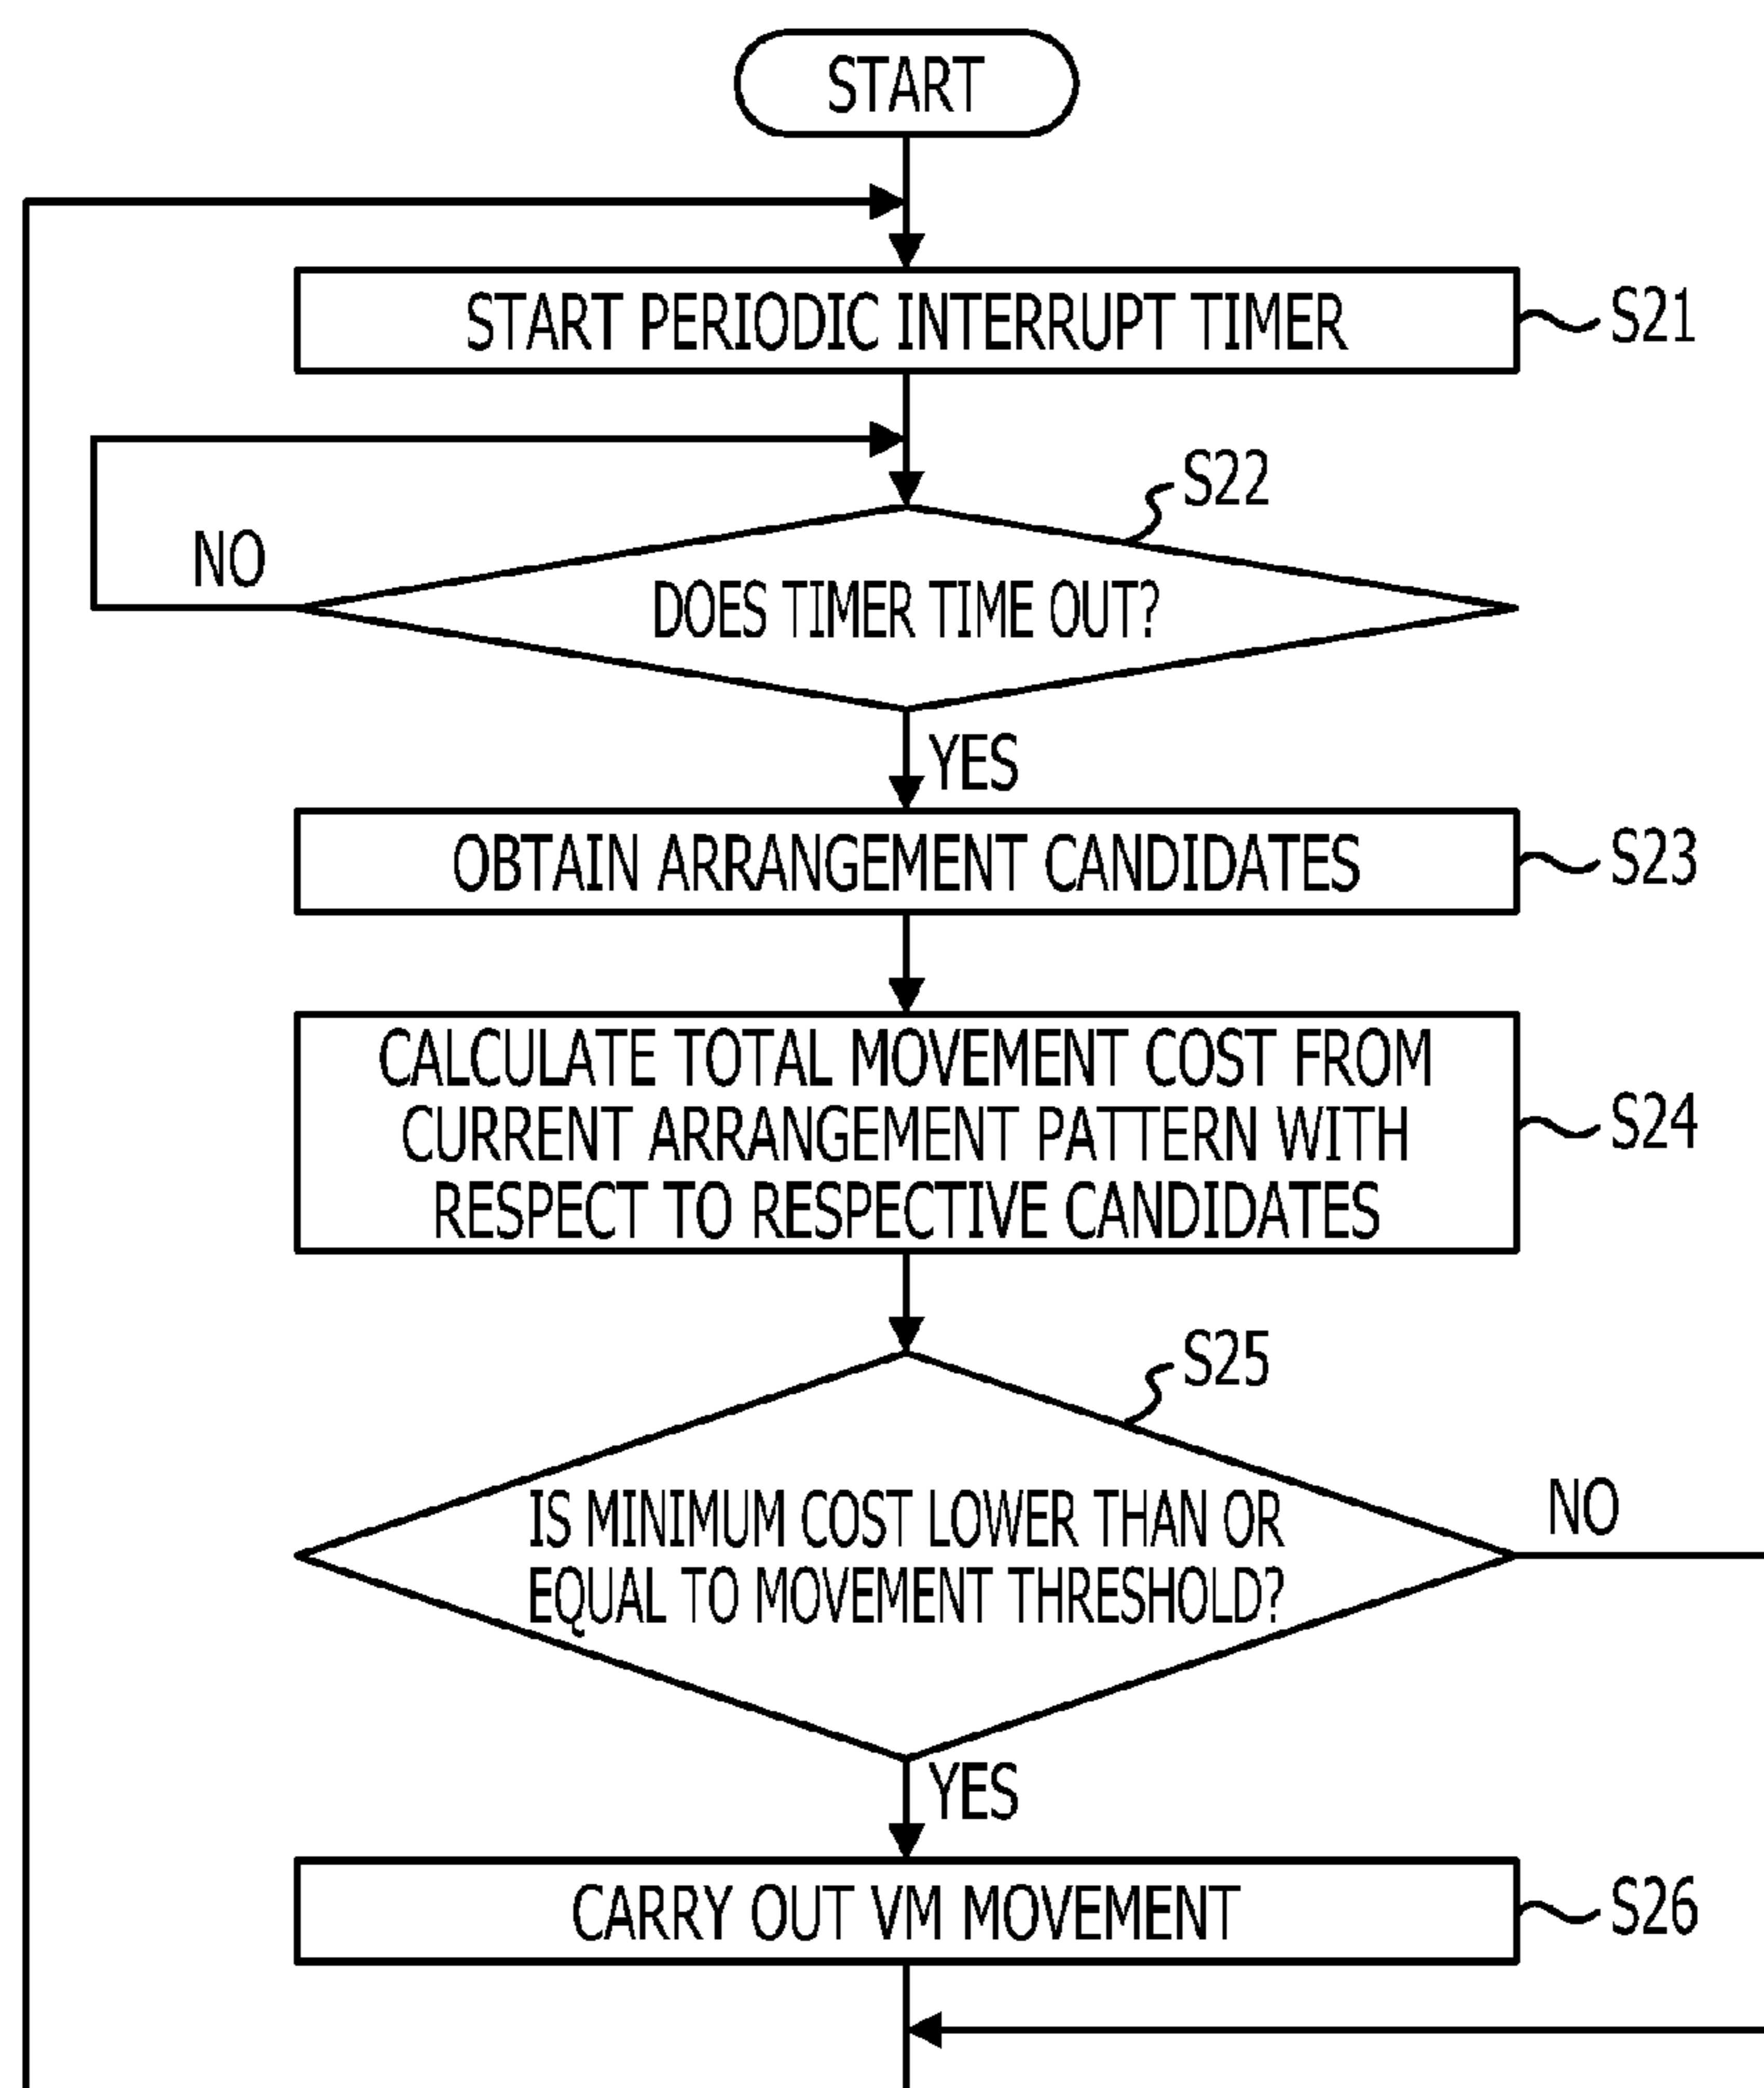 START
START PERIODIC INTERRUPT TIMER
S21
S22
NO
DOES TIMER TIME OUT?
YES
OBTAIN ARRANGEMENT CANDIDATES
S23
CALCULATE TOTAL MOVEMENT COST FROM
CURRENT ARRANGEMENT PATTERN WITH
RESPECT TO RESPECTIVE CANDIDATES
S24
S25
IS MINIMUM COST LOWER THAN OR
EQUAL TO MOVEMENT THRESHOLD?
NO
YES
CARRY OUT VM MOVEMENT
S26